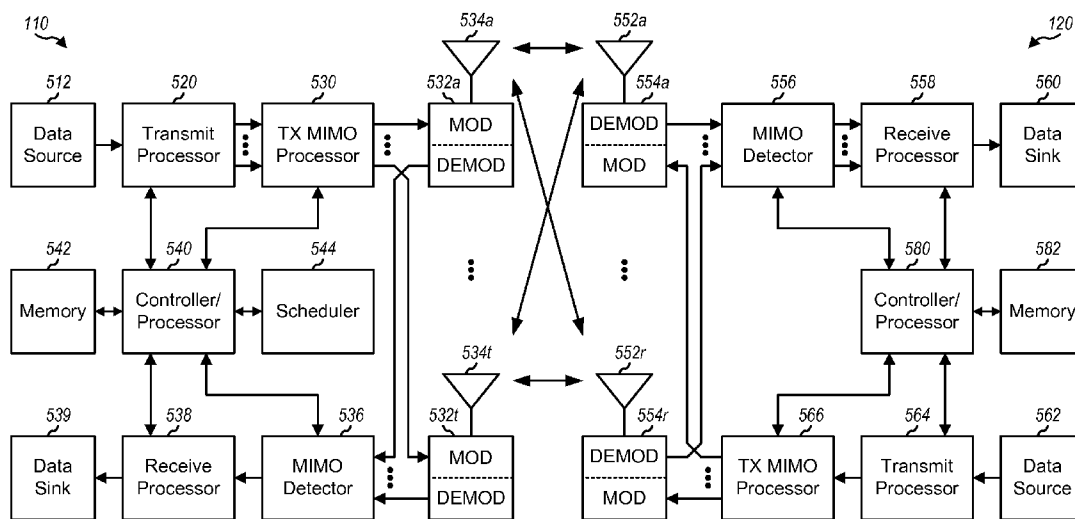 110
534a
552a
120
512
520
530
532a
554a
556
558
560
Data
Source
Transmit
Processor
TX MIMO
Processor
MOD
DEMOD
DEMOD
MOD
MIMO
Detector
Receive
Processor
Data
Sink
542
540
544
580
582
Memory
Controller/
Processor
Scheduler
Controller/
Processor
Memory
534t
552r
539
538
536
532t
554r
566
564
562
Data
Sink
Receive
Processor
MIMO
Detector
MOD
DEMOD
DEMOD
MOD
TX MIMO
Processor
Transmit
Processor
Data
Source